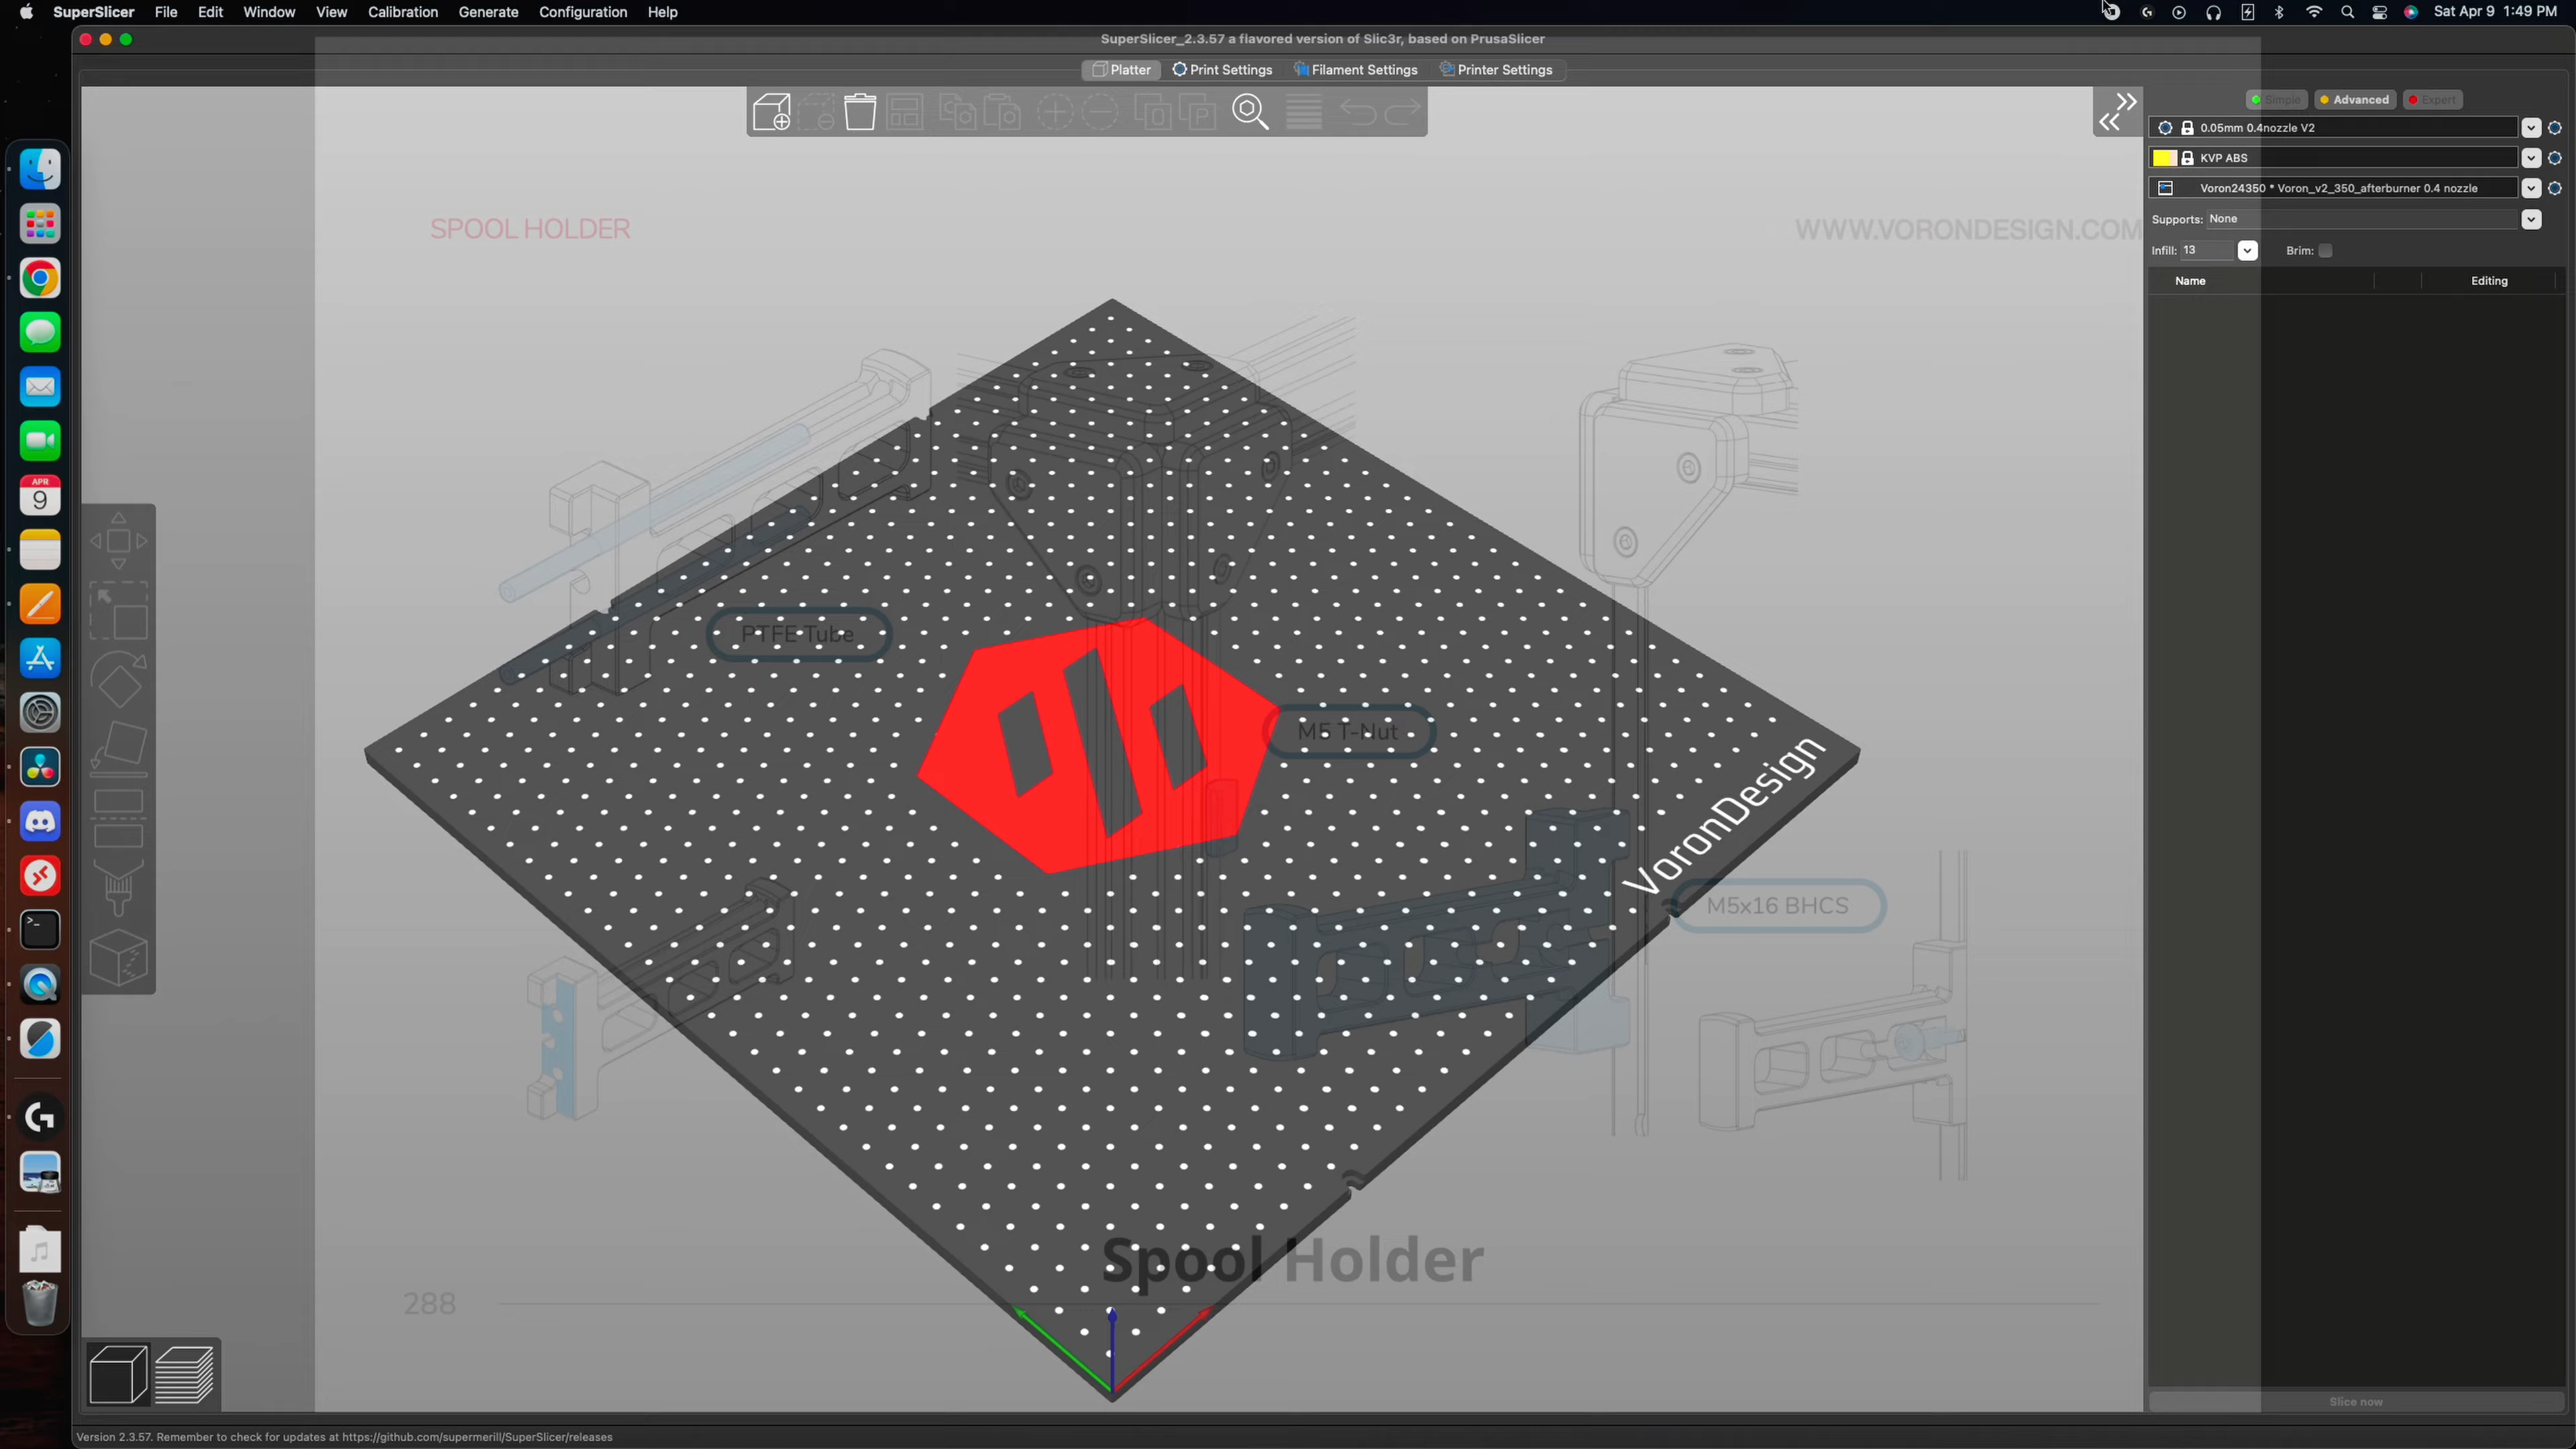 SuperSlicer File Edit Window View Calibration Generate Configuration Help
Sat Apr 9 1:49 PM
SuperSlicer_2.3.57 a flavored version of Slic3r, based on PrusaSlicer
Platter Print Settings Filament Settings Printer Settings
Simple Advanced Expert
0.05mm 0.4nozzle V2
KVP ABS
Voron24350 * Voron_v2_350_afterburner 0.4 nozzle
Supports: None
Infill: 13 Brim:
Name Editing
SPOOL HOLDER
WWW.VORONDESIGN.COM
APR
9
PTFE Tube
M5 T-Nut
VoronDesign
M5x16 BHCS
Spool Holder
288
Slice now
Version 2.3.57. Remember to check for updates at https://github.com/supermerill/SuperSlicer/releases